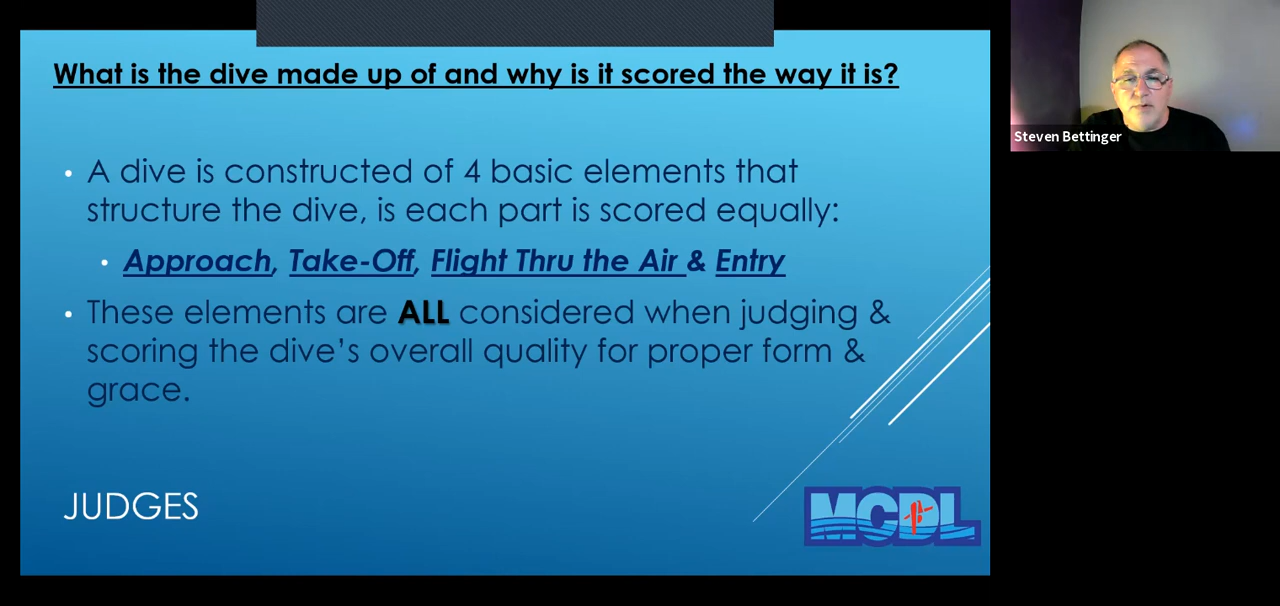 What is the dive made up of and why is it scored the way it is?
A dive is constructed of 4 basic elements that
structure the dive, is each part is scored equally:
Approach, Take-Off, Flight Thru the Air & Entry
These elements are ALL considered when judging &
scoring the dive's overall quality for proper form &
grace.
JUDGES
MCDL
Steven Bettinger